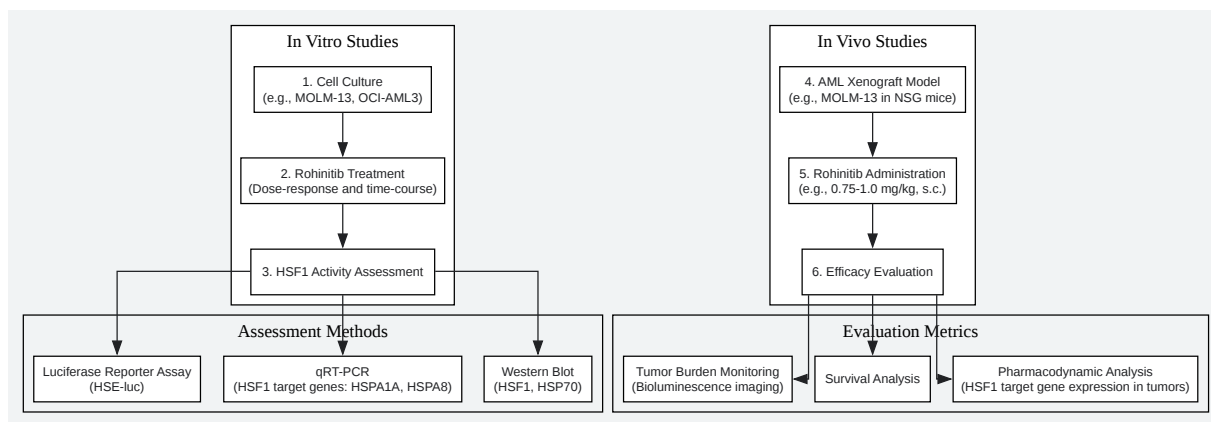 In Vitro Studies
1. Cell Culture
(e.g., MOLM-13, OCI-AML3)
2. Rohinitib Treatment
(Dose-response and time-course)
3. HSF1 Activity Assessment
Assessment Methods
Luciferase Reporter Assay
(HSE-luc)
qRT-PCR
(HSF1 target genes: HSPA1A, HSPA8)
Western Blot
(HSF1, HSP70)
In Vivo Studies
4. AML Xenograft Model
(e.g., MOLM-13 in NSG mice)
5. Rohinitib Administration
(e.g., 0.75-1.0 mg/kg, s.c.)
6. Efficacy Evaluation
Evaluation Metrics
Tumor Burden Monitoring
(Bioluminescence imaging)
Survival Analysis
Pharmacodynamic Analysis
(HSF1 target gene expression in tumors)